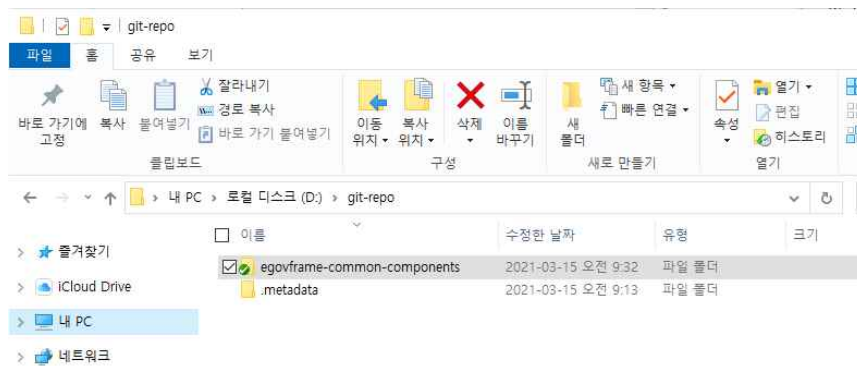 git-repo
파일 홈 공유 보기
바로 가기에 고정
복사
붙여넣기
잘라내기
경로 복사
바로 가기 붙여넣기
클립보드
이동 위치
복사 위치
삭제
이름 바꾸기
구성
새 폴더
새 항목
빠른 연결
새로 만들기
속성
열기
편집
히스토리
열기
내 PC > 로컬 디스크 (D:) > git-repo
이름 수정한 날짜 유형 크기
즐겨찾기
iCloud Drive
내 PC
네트워크
egovframe-common-components 2021-03-15 오전 9:32 파일 폴더
.metadata 2021-03-15 오전 9:13 파일 폴더